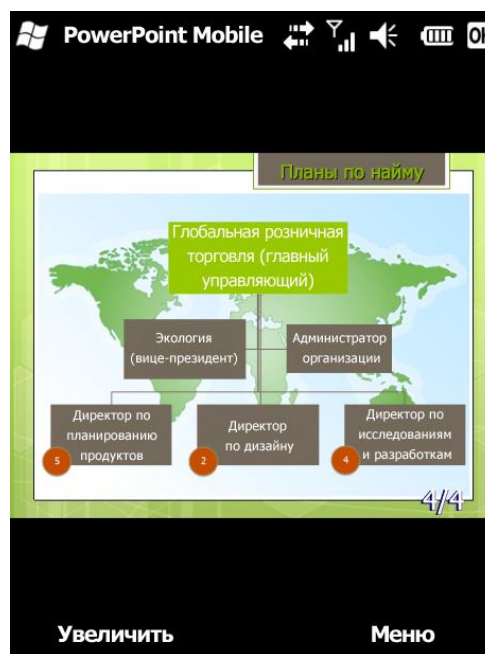 PowerPoint Mobile
Планы по найму
Глобальная розничная
торговля (главный
управляющий)
Экология
(вице-президент)
Администратор
организации
Директор по
планированию
продуктов
5
Директор
по дизайну
2
Директор по
исследованиям
и разработкам
4
4/4
Увеличить
Меню